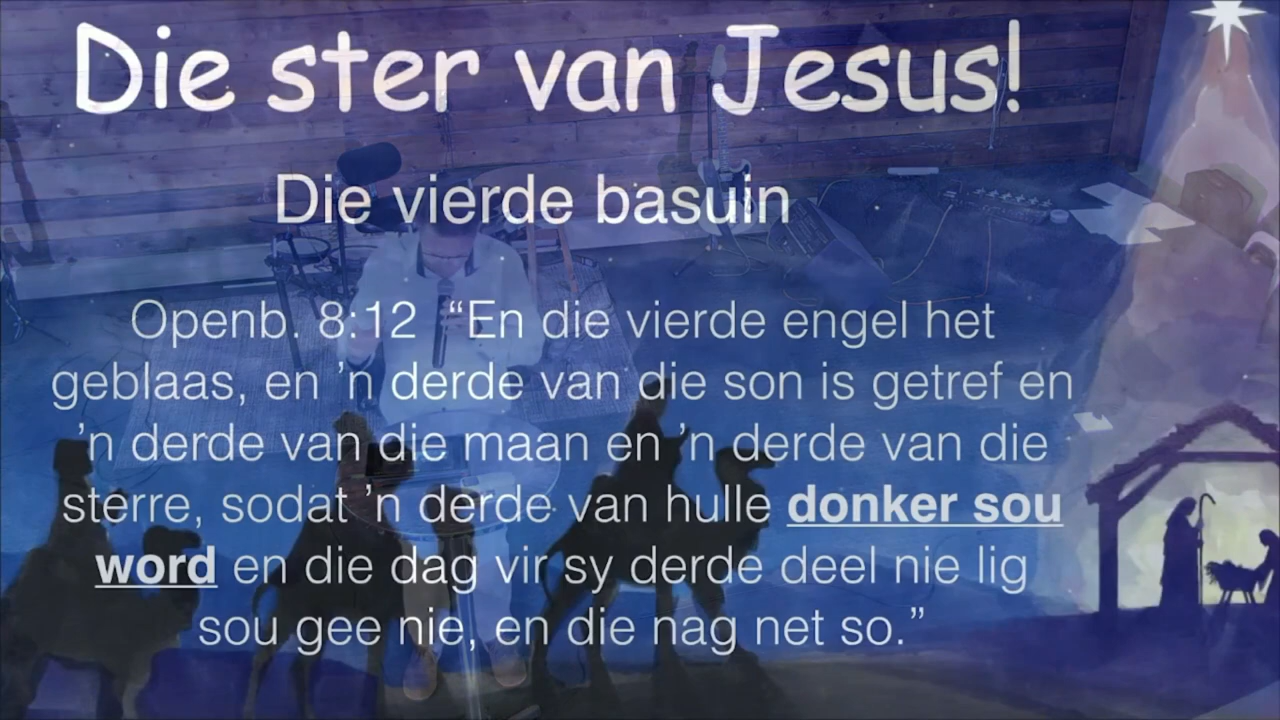 Die ster van Jesus!
Die vierde basuin
Openb. 8:12 “En die vierde engel het
geblaas, en ’n derde van die son is getref en
’n derde van die maan en ’n derde van die
sterre, sodat ’n derde van hulle donker sou
word en die dag vir sy derde deel nie lig
sou gee nie, en die nag net so.”